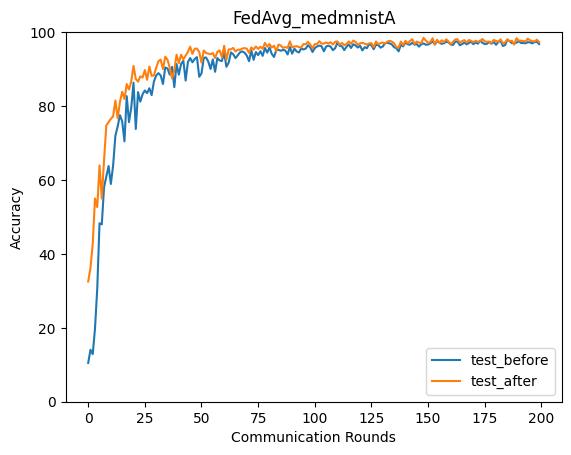 FedAvg_medmnistA
100
80
60
40
20
0
Accuracy
test_before
test_after
0 25 50 75 100 125 150 175 200
Communication Rounds